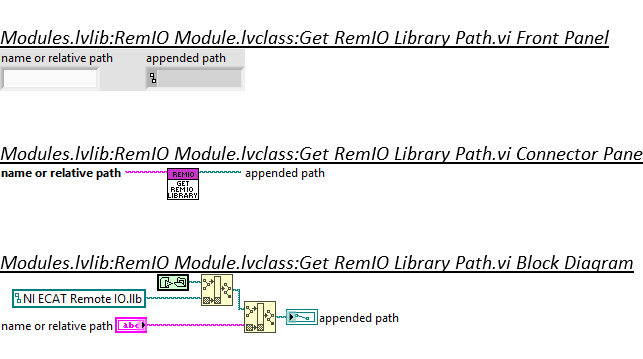 Modules.lvlib:RemIO Module.lvclass:Get RemIO Library Path.vi Front Panel
name or relative path appended path
Modules.lvlib:RemIO Module.lvclass:Get RemIO Library Path.vi Connector Pane
name or relative path appended path
REMIO
GET
REMIO
LIBRARY
Modules.lvlib:RemIO Module.lvclass:Get RemIO Library Path.vi Block Diagram
NI ECAT Remote IO.llb
name or relative path abc appended path